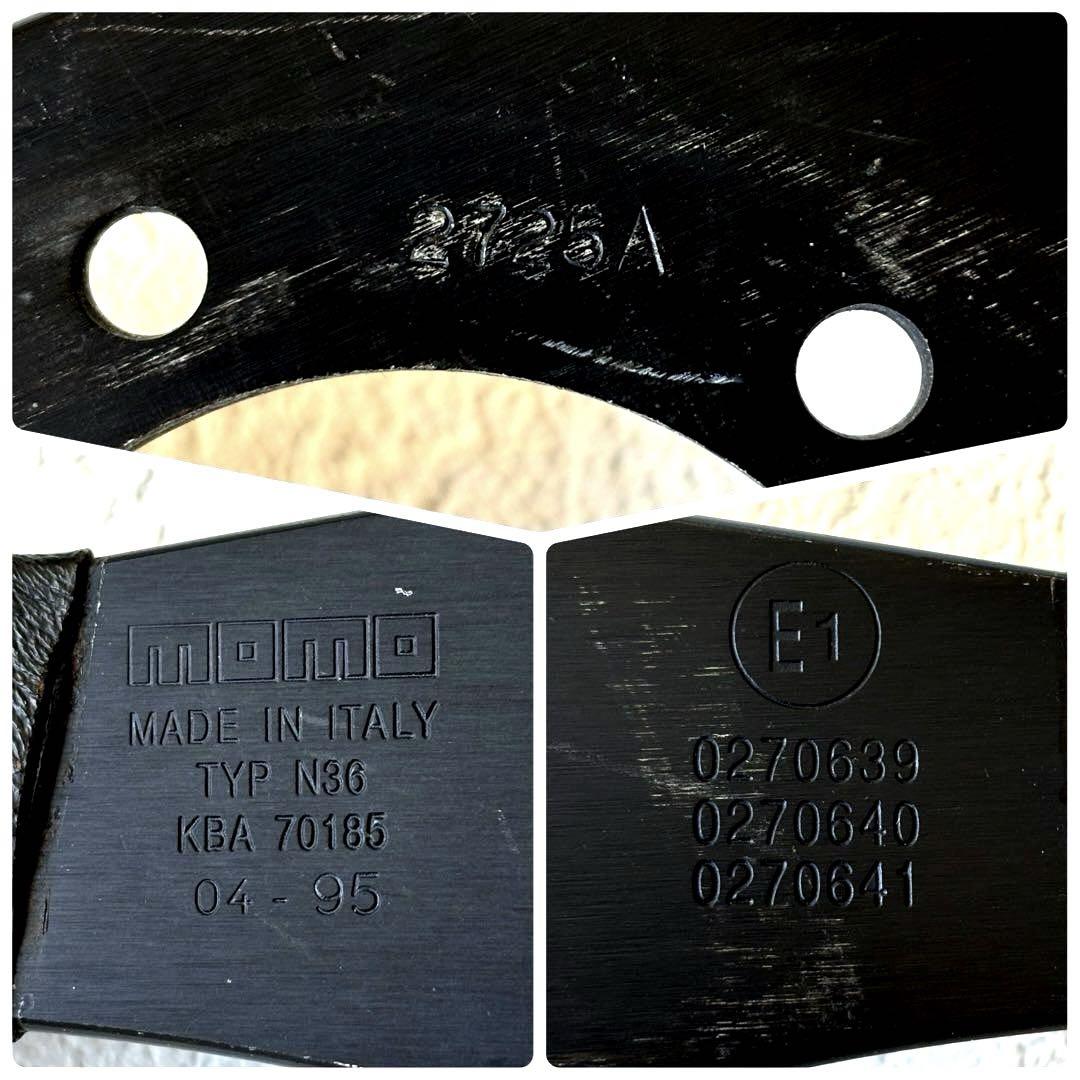 2725A
momo
MADE IN ITALY
TYP N36
KBA 70185
04 - 95
E1
0270639
0270640
0270641